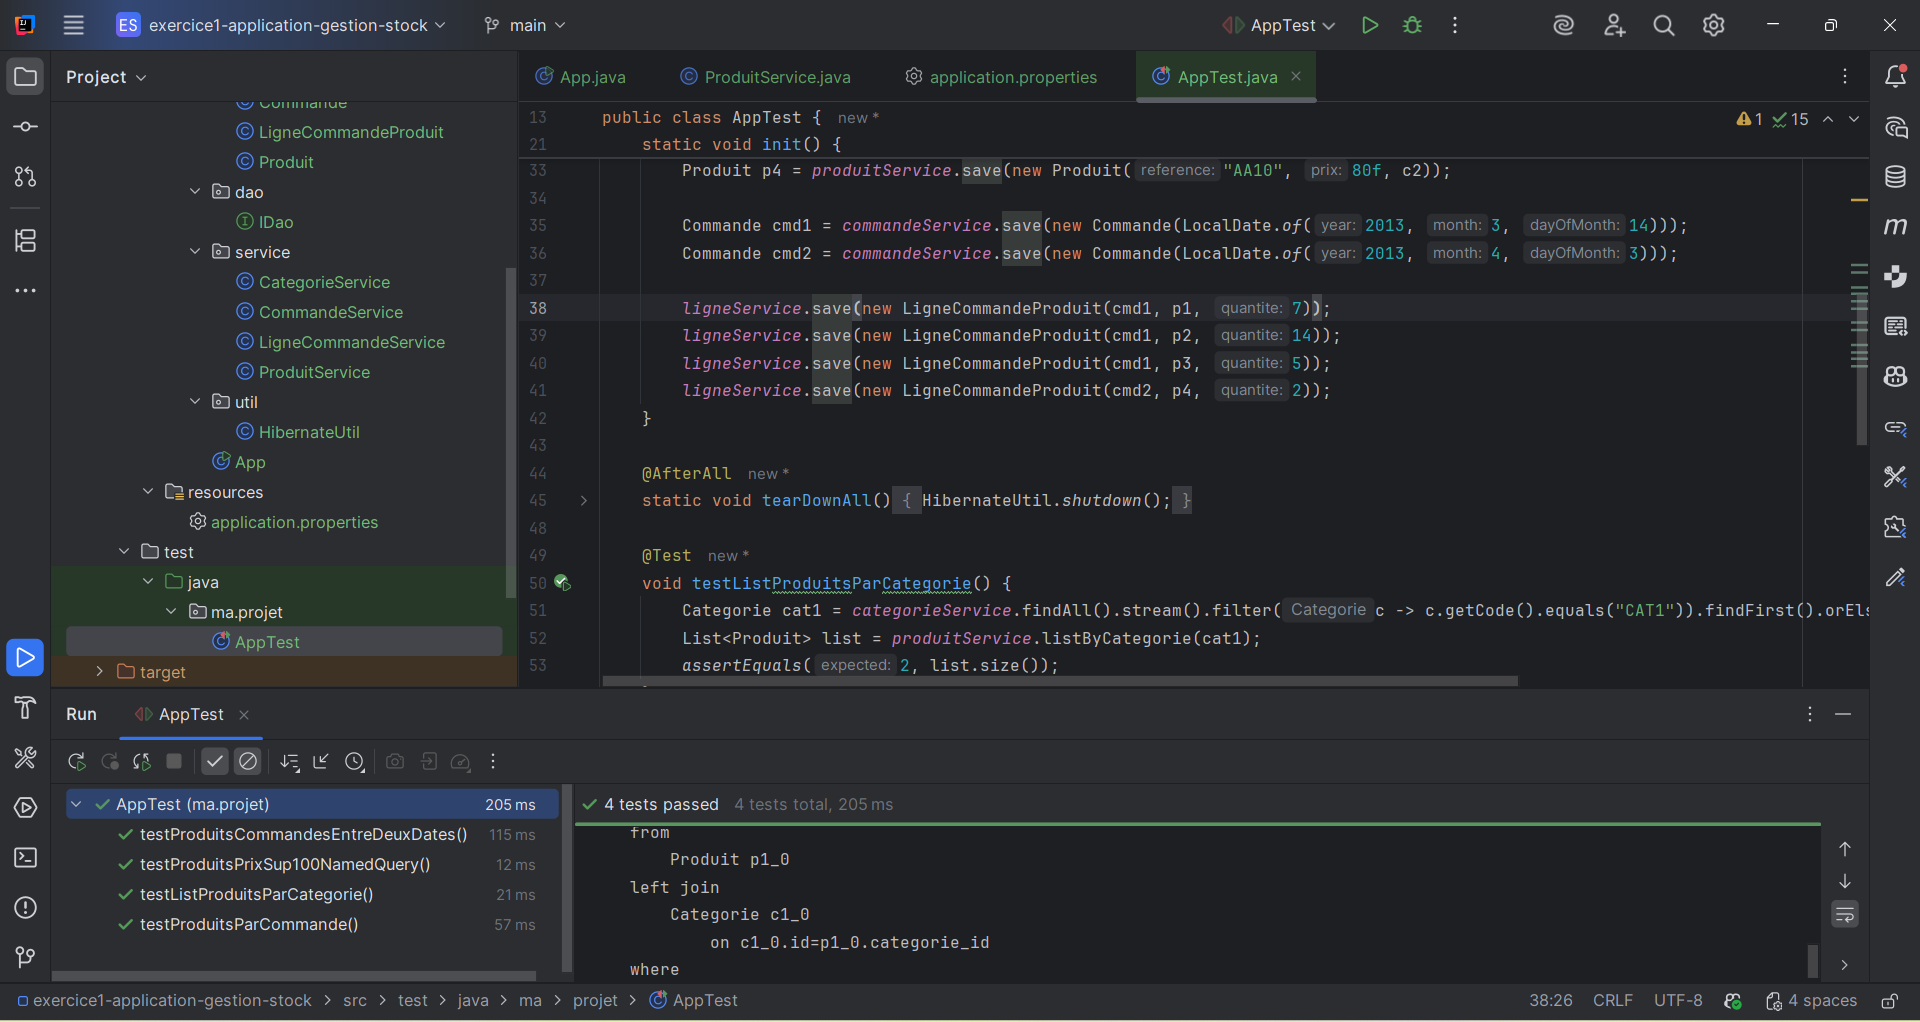 ES exercice1-application-gestion-stock main AppTest
Project
Commande
LigneCommandeProduit
Produit
dao
IDao
service
CategorieService
CommandeService
LigneCommandeService
ProduitService
util
HibernateUtil
App
resources
application.properties
test
java
ma.projet
AppTest
target
App.java ProduitService.java application.properties AppTest.java
1 15
13 public class AppTest { new *
21 static void init() {
33 Produit p4 = produitService.save(new Produit( reference: "AA10", prix: 80f, c2));
34
35 Commande cmd1 = commandeService.save(new Commande(LocalDate.of( year: 2013, month: 3, dayOfMonth: 14)));
36 Commande cmd2 = commandeService.save(new Commande(LocalDate.of( year: 2013, month: 4, dayOfMonth: 3)));
37
38 ligneService.save(new LigneCommandeProduit(cmd1, p1, quantite: 7));
39 ligneService.save(new LigneCommandeProduit(cmd1, p2, quantite: 14));
40 ligneService.save(new LigneCommandeProduit(cmd1, p3, quantite: 5));
41 ligneService.save(new LigneCommandeProduit(cmd2, p4, quantite: 2));
42 }
43
44 @AfterAll new *
45 static void tearDownAll() { HibernateUtil.shutdown(); }
48
49 @Test new *
50 void testListProduitsParCategorie() {
51 Categorie cat1 = categorieService.findAll().stream().filter( Categorie c -> c.getCode().equals("CAT1")).findFirst().orEls
52 List<Produit> list = produitService.listByCategorie(cat1);
53 assertEquals( expected: 2, list.size());
Run AppTest
AppTest (ma.projet) 205 ms
testProduitsCommandesEntreDeuxDates() 115 ms
testProduitsPrixSup100NamedQuery() 12 ms
testListProduitsParCategorie() 21 ms
testProduitsParCommande() 57 ms
4 tests passed 4 tests total, 205 ms
from
Produit p1_0
left join
Categorie c1_0
on c1_0.id=p1_0.categorie_id
where
exercice1-application-gestion-stock > src > test > java > ma > projet > AppTest
38:26 CRLF UTF-8 4 spaces